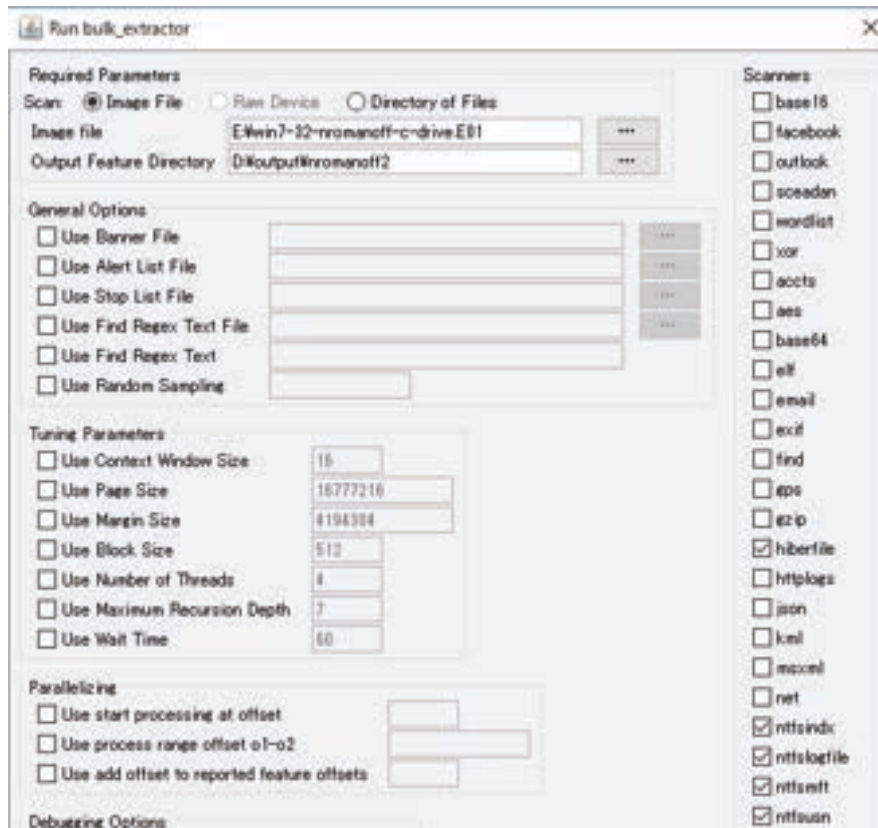 Run bulk_extractor
Required Parameters
Scan: Image File Raw Device Directory of Files
Image file E:¥win7-32-nromanoff-c-drive.E01 ...
Output Feature Directory D:¥output¥nromanoff2 ...
General Options
Use Banner File ...
Use Alert List File ...
Use Stop List File ...
Use Find Regex Text File ...
Use Find Regex Text
Use Random Sampling
Tuning Parameters
Use Context Window Size 16
Use Page Size 16777216
Use Margin Size 4194304
Use Block Size 512
Use Number of Threads 4
Use Maximum Recursion Depth 7
Use Wait Time 60
Parallelizing
Use start processing at offset
Use process range offset o1-o2
Use add offset to reported feature offsets
Debugging Options
Scanners
base16
facebook
outlook
sceadan
wordlist
xor
accts
aes
base64
elf
email
exif
find
gps
gzip
hiberfile
httplogs
json
kml
msxml
net
ntfsindx
ntfslogfile
ntfsmft
ntfsusn